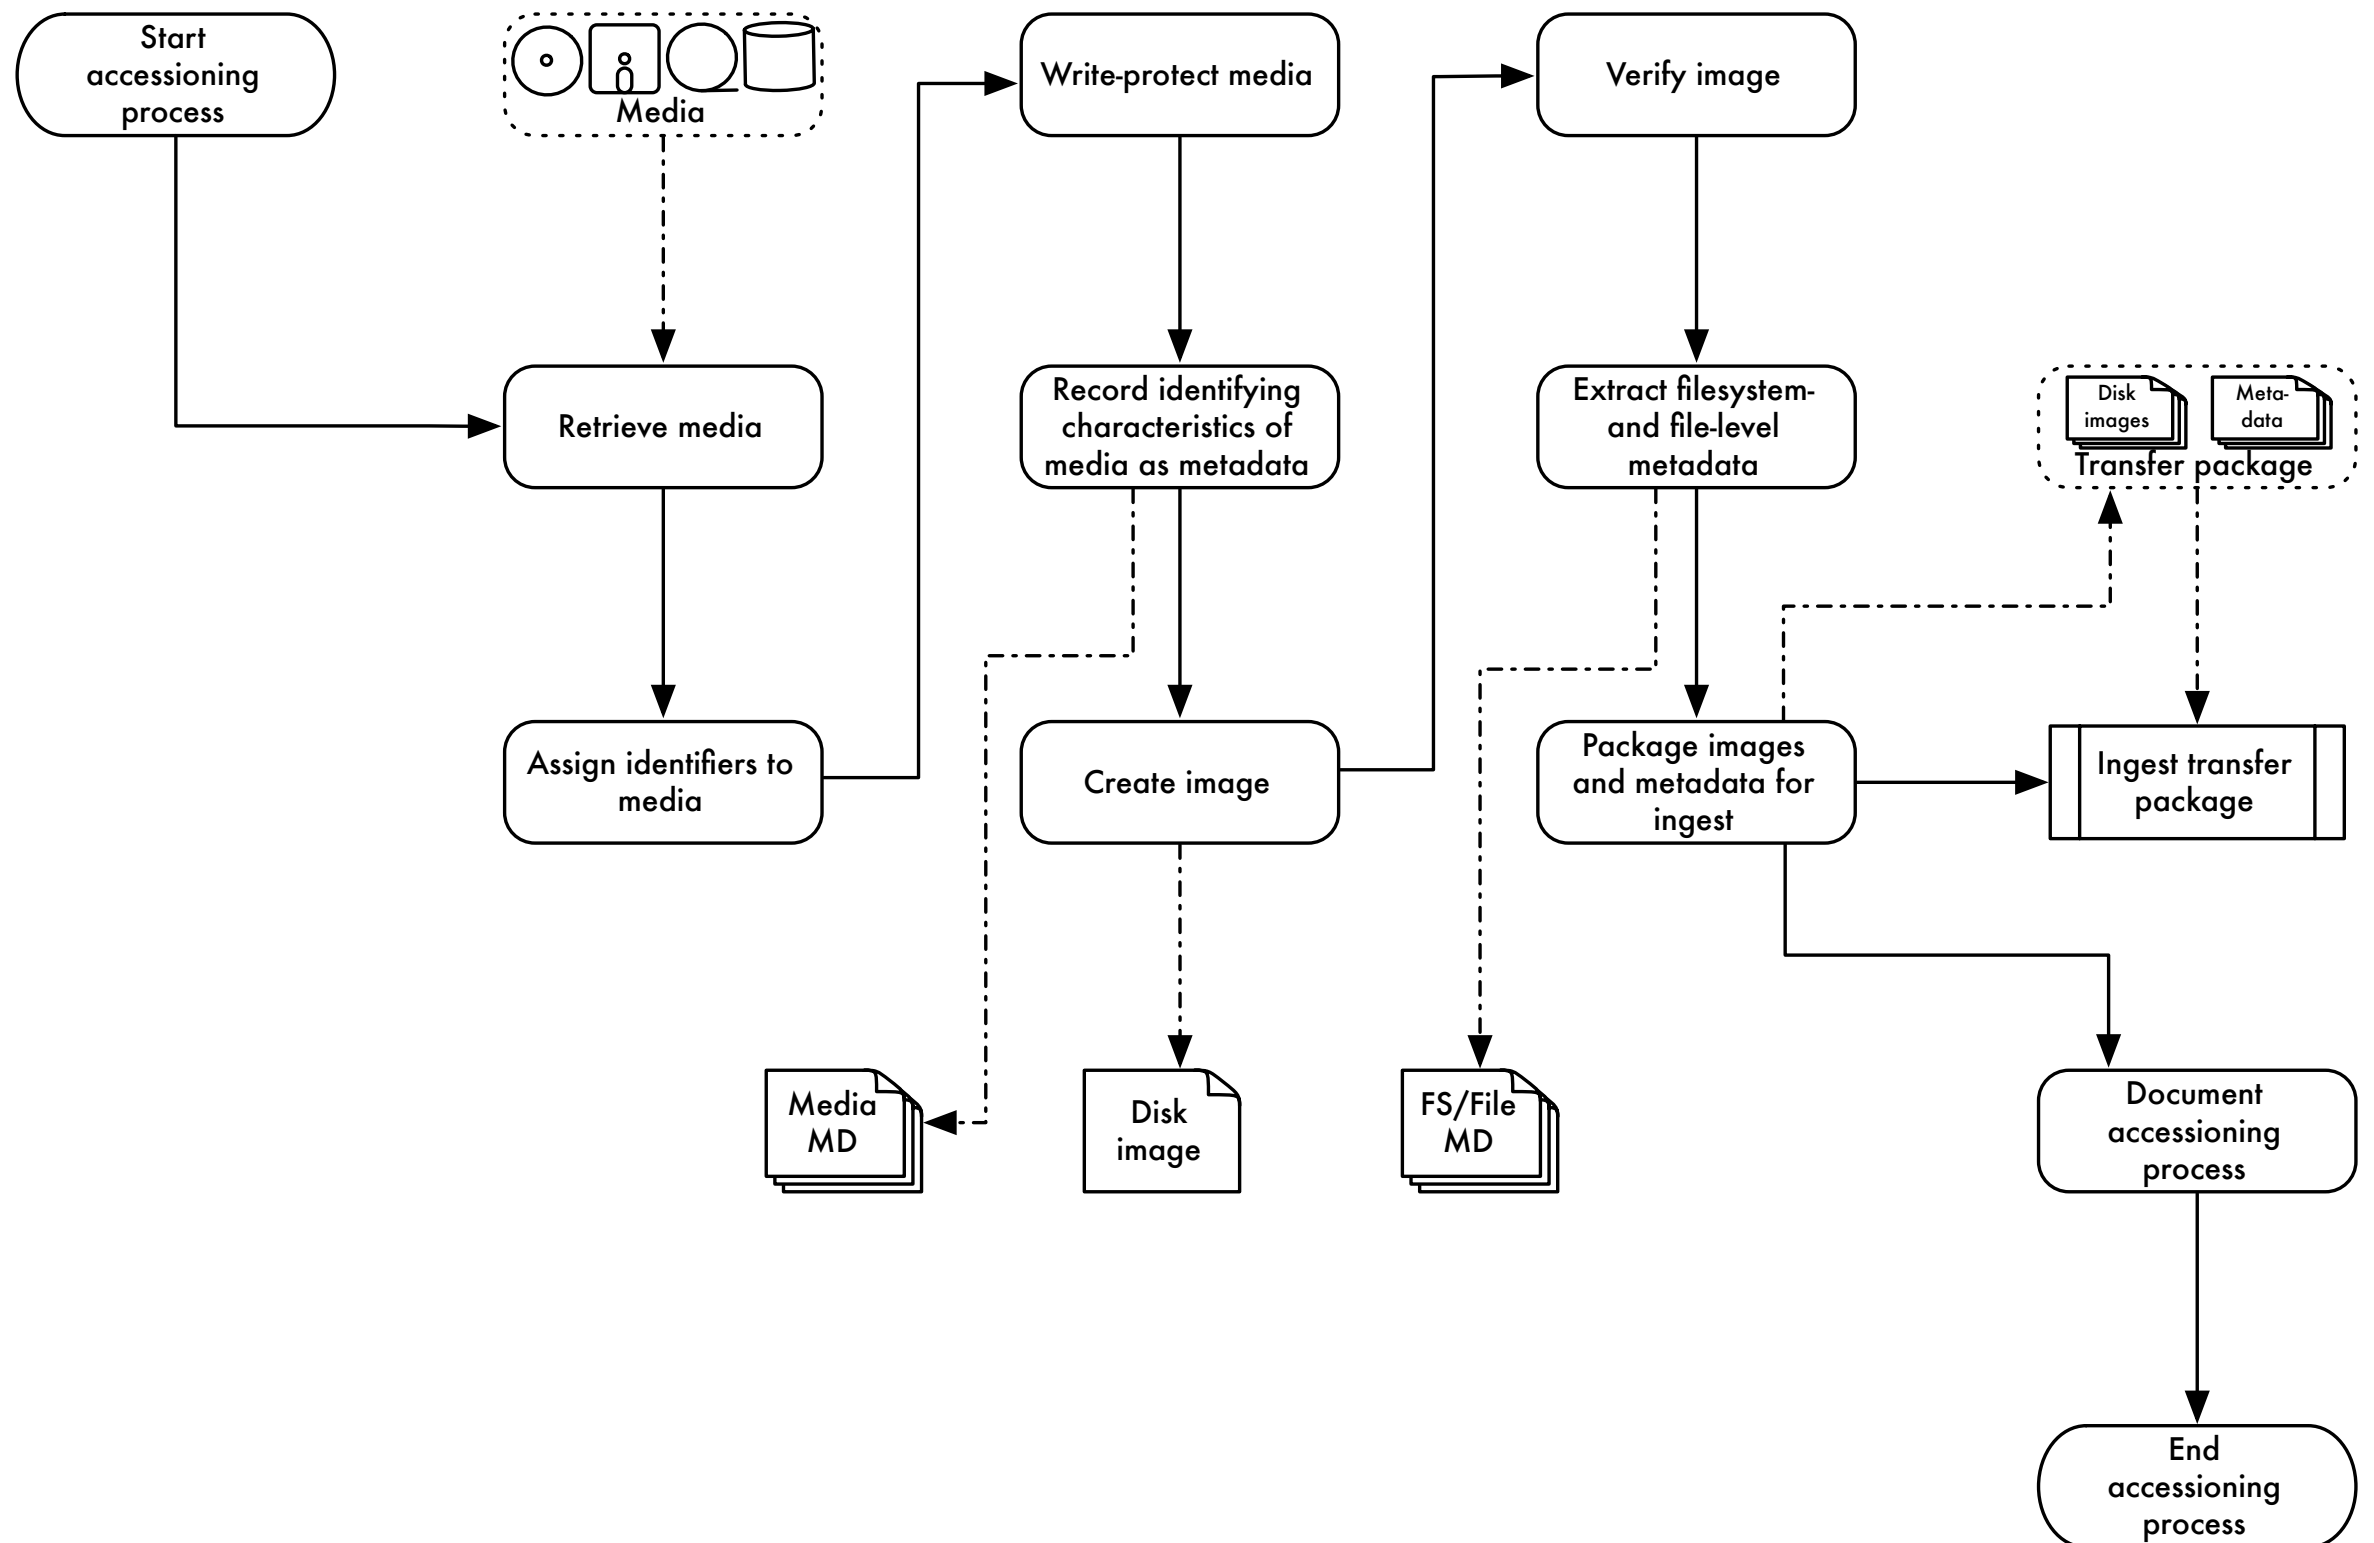 Start
accessioning
process
Media
Write-protect media
Verify image
Retrieve media
Record identifying
characteristics of
media as metadata
Extract filesystem-
and file-level
metadata
Disk
images
Meta-
data
Transfer package
Assign identifiers to
media
Create image
Package images
and metadata for
ingest
Ingest transfer
package
Media
MD
Disk
image
FS/File
MD
Document
accessioning
process
End
accessioning
process